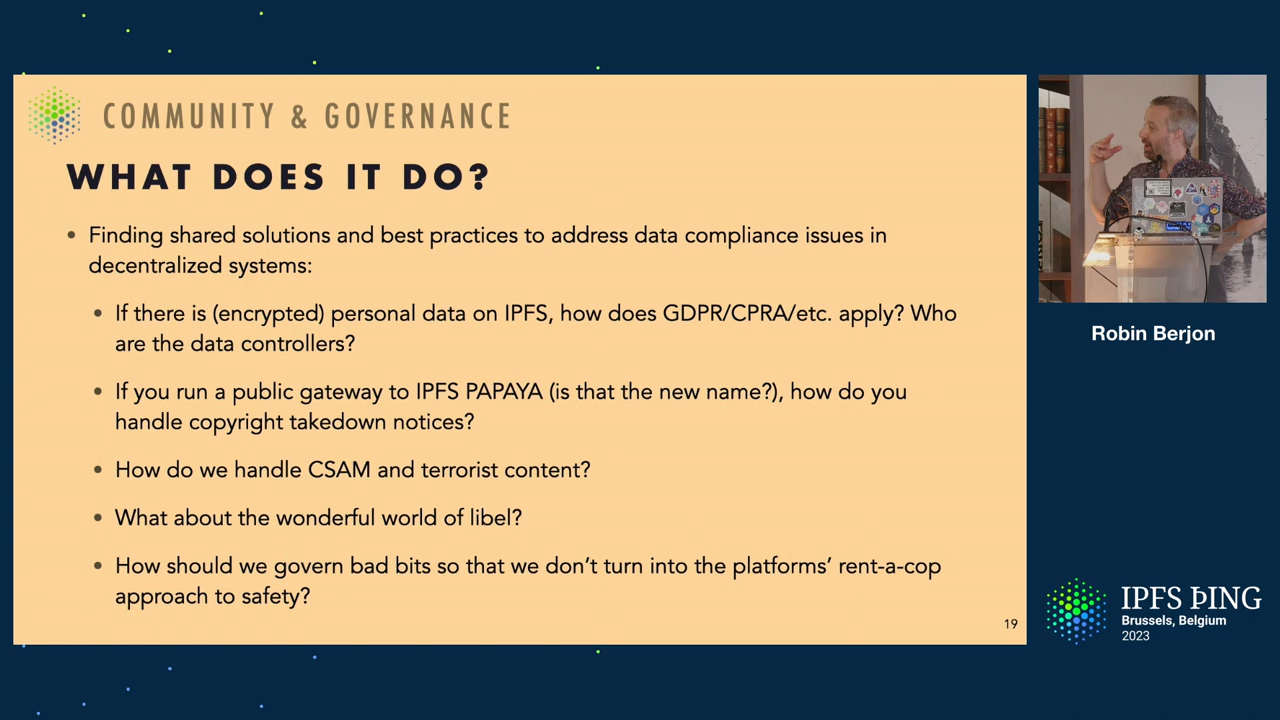 COMMUNITY & GOVERNANCE
WHAT DOES IT DO?
• Finding shared solutions and best practices to address data compliance issues in
decentralized systems:
• If there is (encrypted) personal data on IPFS, how does GDPR/CPRA/etc. apply? Who
are the data controllers?
• If you run a public gateway to IPFS PAPAYA (is that the new name?), how do you
handle copyright takedown notices?
• How do we handle CSAM and terrorist content?
• What about the wonderful world of libel?
• How should we govern bad bits so that we don’t turn into the platforms’ rent-a-cop
approach to safety?
19
Robin Berjon
IPFS ÞING
Brussels, Belgium
2023